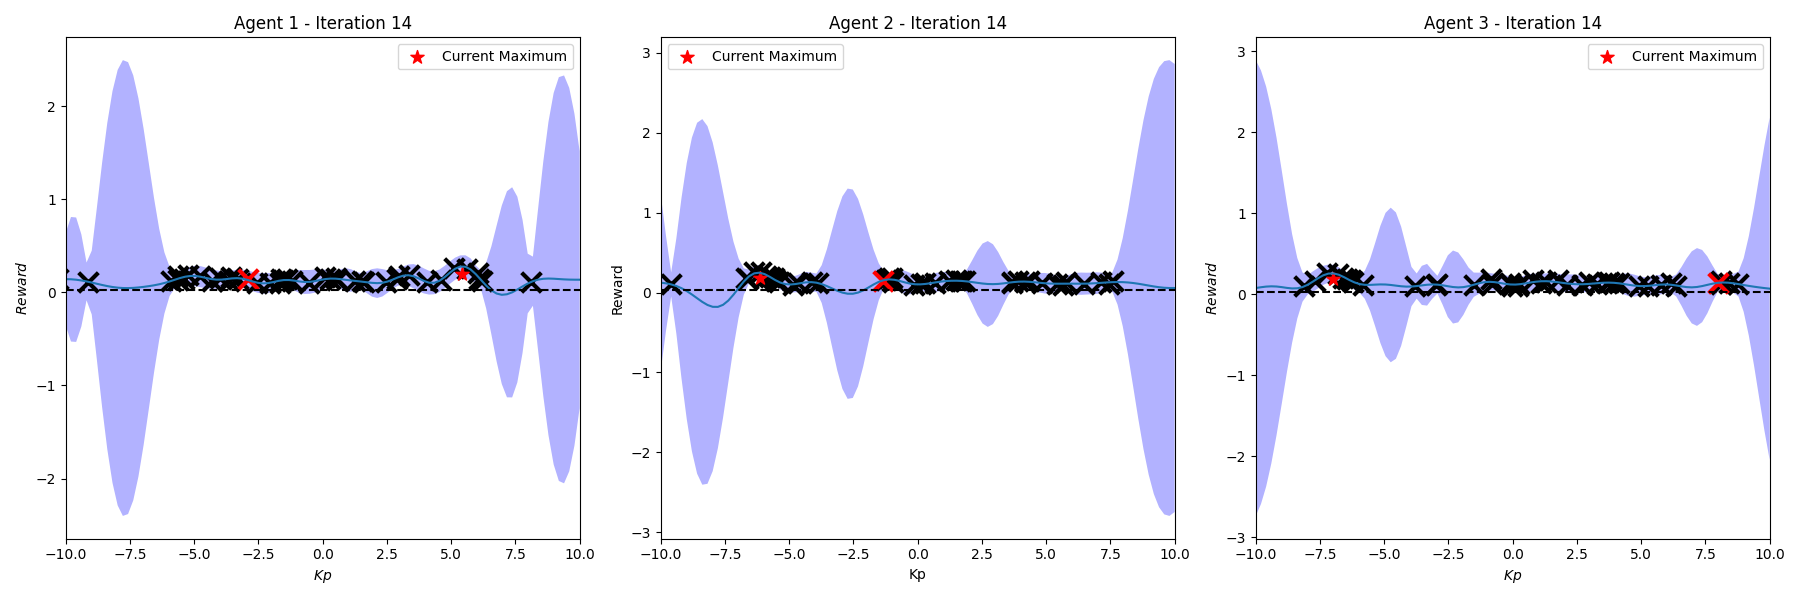 Agent 1 - Iteration 14
Current Maximum
2
1
0
−1
−2
Reward
−10.0 −7.5 −5.0 −2.5 0.0 2.5 5.0 7.5 10.0
Kp
Agent 2 - Iteration 14
Current Maximum
3
2
1
0
−1
−2
−3
Reward
−10.0 −7.5 −5.0 −2.5 0.0 2.5 5.0 7.5 10.0
Kp
Agent 3 - Iteration 14
Current Maximum
3
2
1
0
−1
−2
−3
Reward
−10.0 −7.5 −5.0 −2.5 0.0 2.5 5.0 7.5 10.0
Kp